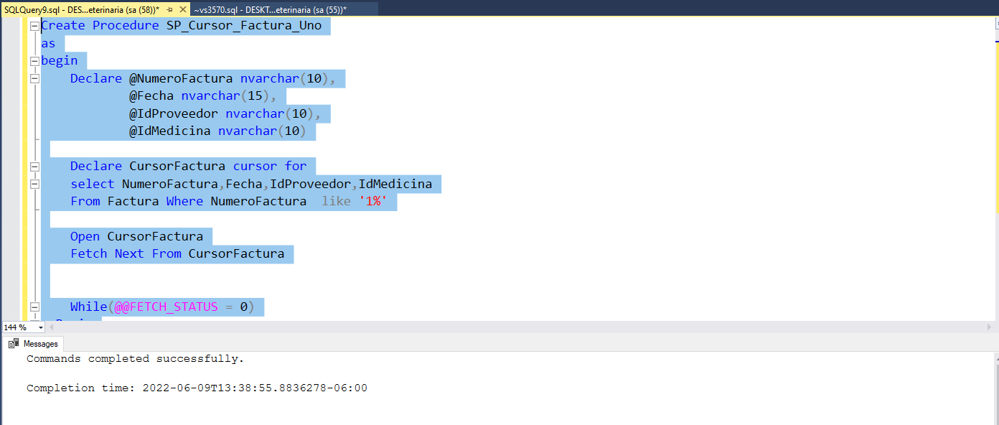 SQLQuery9.sql - DES...eterinaria (sa (58))* ~vs3570.sql - DESKT...eterinaria (sa (55))*
Create Procedure SP_Cursor_Factura_Uno
as
begin
Declare @NumeroFactura nvarchar(10),
@Fecha nvarchar(15),
@IdProveedor nvarchar(10),
@IdMedicina nvarchar(10)
Declare CursorFactura cursor for
select NumeroFactura,Fecha,IdProveedor,IdMedicina
From Factura Where NumeroFactura  like '1%'
Open CursorFactura
Fetch Next From CursorFactura
While(@@FETCH_STATUS = 0)
144 %
Messages
Commands completed successfully.
Completion time: 2022-06-09T13:38:55.8836278-06:00